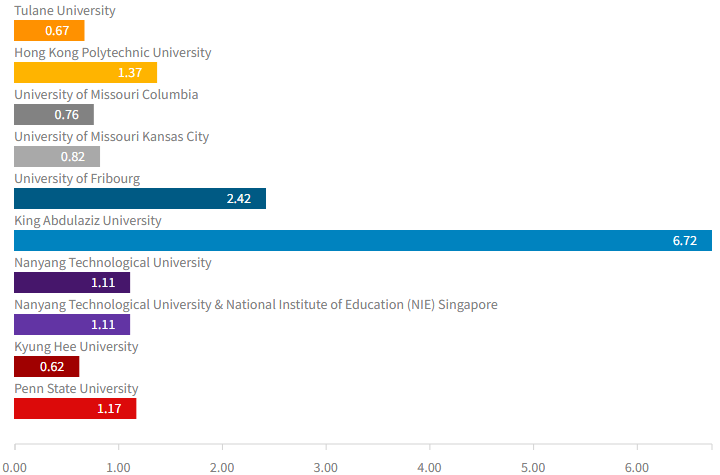 Tulane University
0.67
Hong Kong Polytechnic University
1.37
University of Missouri Columbia
0.76
University of Missouri Kansas City
0.82
University of Fribourg
2.42
King Abdulaziz University
6.72
Nanyang Technological University
1.11
Nanyang Technological University & National Institute of Education (NIE) Singapore
1.11
Kyung Hee University
0.62
Penn State University
1.17
0.00 1.00 2.00 3.00 4.00 5.00 6.00